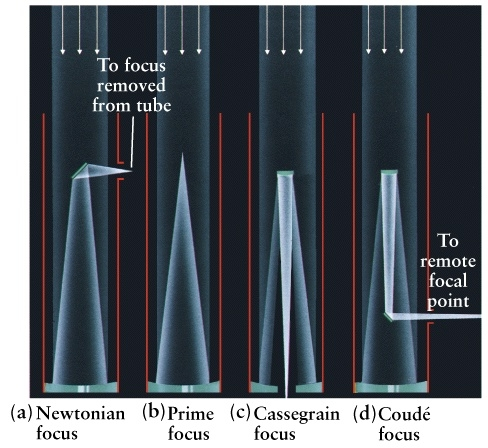 To focus
removed
from tube
To
remote
focal
point
(a) Newtonian
focus
(b) Prime
focus
(c) Cassegrain
focus
(d) Coudé
focus